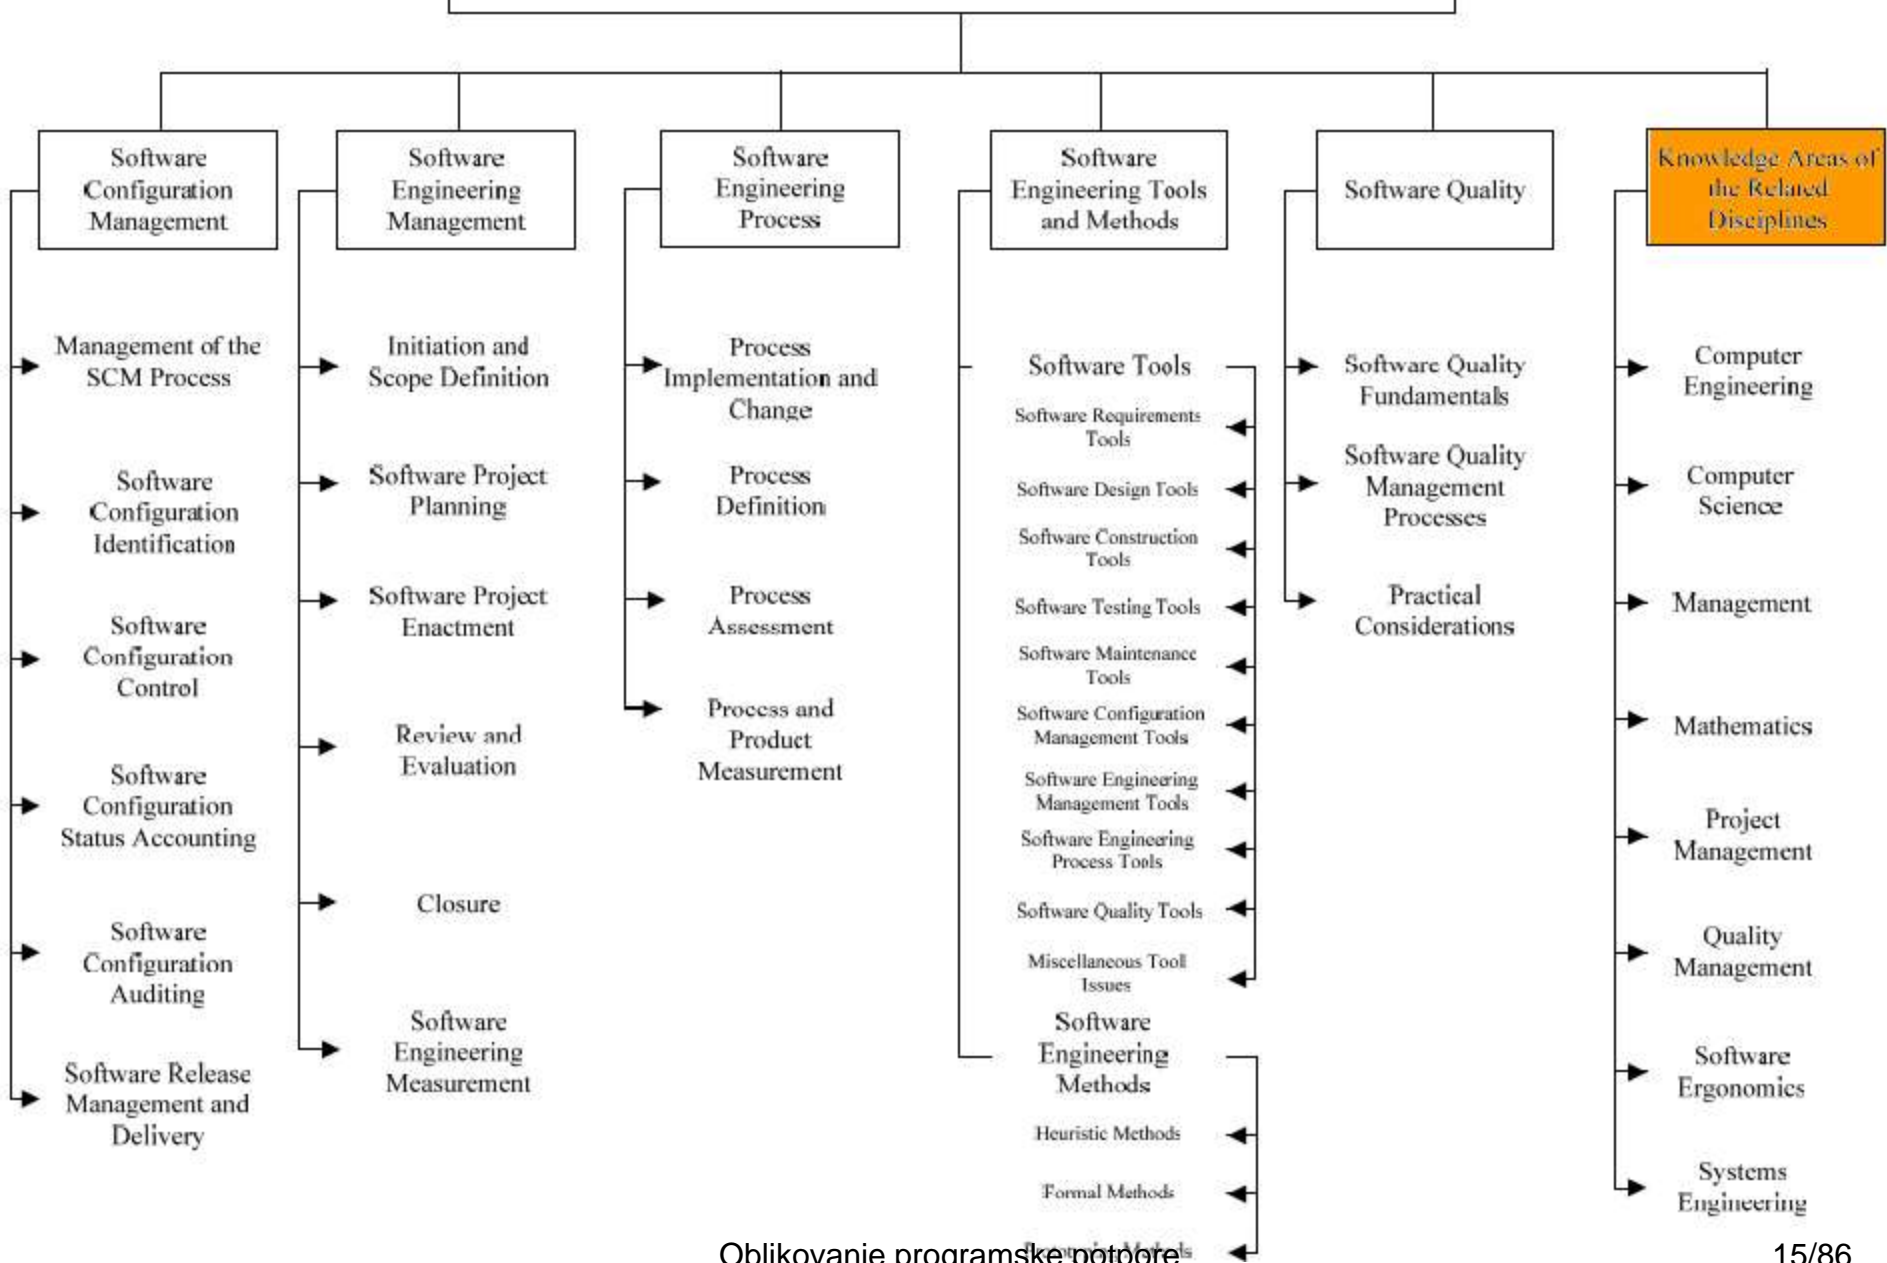 Software
Configuration
Management
Management of the
SCM Process
Software
Configuration
Identification
Software
Configuration
Control
Software
Configuration
Status Accounting
Software
Configuration
Auditing
Software Release
Management and
Delivery
Software
Engineering
Management
Initiation and
Scope Definition
Software Project
Planning
Software Project
Enactment
Review and
Evaluation
Closure
Software
Engineering
Measurement
Software
Engineering
Process
Process
Implementation and
Change
Process
Definition
Process
Assessment
Process and
Product
Measurement
Software
Engineering Tools
and Methods
Software Tools
Software Requirements
Tools
Software Design Tools
Software Construction
Tools
Software Testing Tools
Software Maintenance
Tools
Software Configuration
Management Tools
Software Engineering
Management Tools
Software Engineering
Process Tools
Software Quality Tools
Miscellaneous Tool
Issues
Software
Engineering
Methods
Heuristic Methods
Formal Methods
Prototyping Methods
Software Quality
Software Quality
Fundamentals
Software Quality
Management
Processes
Practical
Considerations
Knowledge Areas of
the Related
Disciplines
Computer
Engineering
Computer
Science
Management
Mathematics
Project
Management
Quality
Management
Software
Ergonomics
Systems
Engineering
Oblikovanje programske potpore
15/86